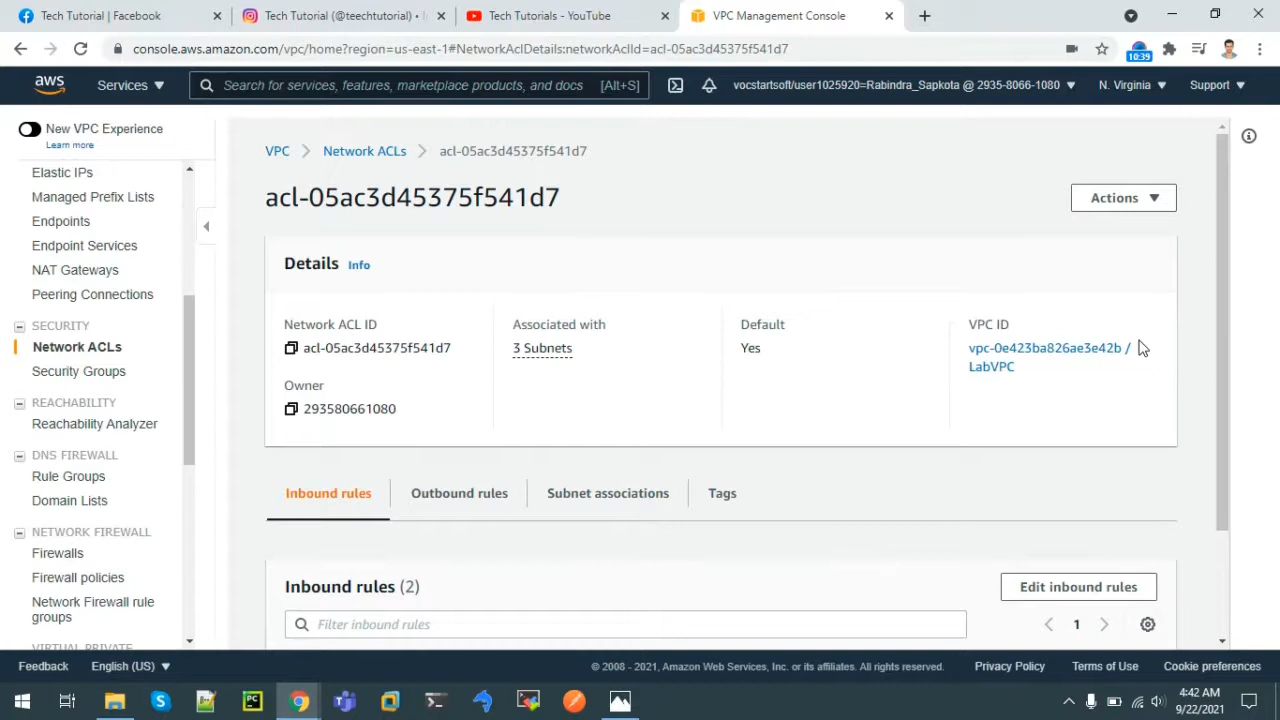 Tech Tutorial | Facebook
Tech Tutorial (@teechtutorial) • I
Tech Tutorials - YouTube
VPC Management Console
console.aws.amazon.com/vpc/home?region=us-east-1#NetworkAclDetails:networkAclId=acl-05ac3d45375f541d7
10:39
aws
Services
Search for services, features, marketplace products, and docs [Alt+S]
vocstartsoft/user1025920=Rabindra_Sapkota @ 2935-8066-1080
N. Virginia
Support
New VPC Experience
Learn more
Elastic IPs
Managed Prefix Lists
Endpoints
Endpoint Services
NAT Gateways
Peering Connections
SECURITY
Network ACLs
Security Groups
REACHABILITY
Reachability Analyzer
DNS FIREWALL
Rule Groups
Domain Lists
NETWORK FIREWALL
Firewalls
Firewall policies
Network Firewall rule
groups
VIRTUAL PRIVATE
VPC
Network ACLs
acl-05ac3d45375f541d7
acl-05ac3d45375f541d7
Actions
Details Info
Network ACL ID
acl-05ac3d45375f541d7
Owner
293580661080
Associated with
3 Subnets
Default
Yes
VPC ID
vpc-0e423ba826ae3e42b /
LabVPC
Inbound rules
Outbound rules
Subnet associations
Tags
Inbound rules (2)
Edit inbound rules
Filter inbound rules
1
Feedback
English (US)
© 2008 - 2021, Amazon Web Services, Inc. or its affiliates. All rights reserved.
Privacy Policy
Terms of Use
Cookie preferences
4:42 AM
9/22/2021